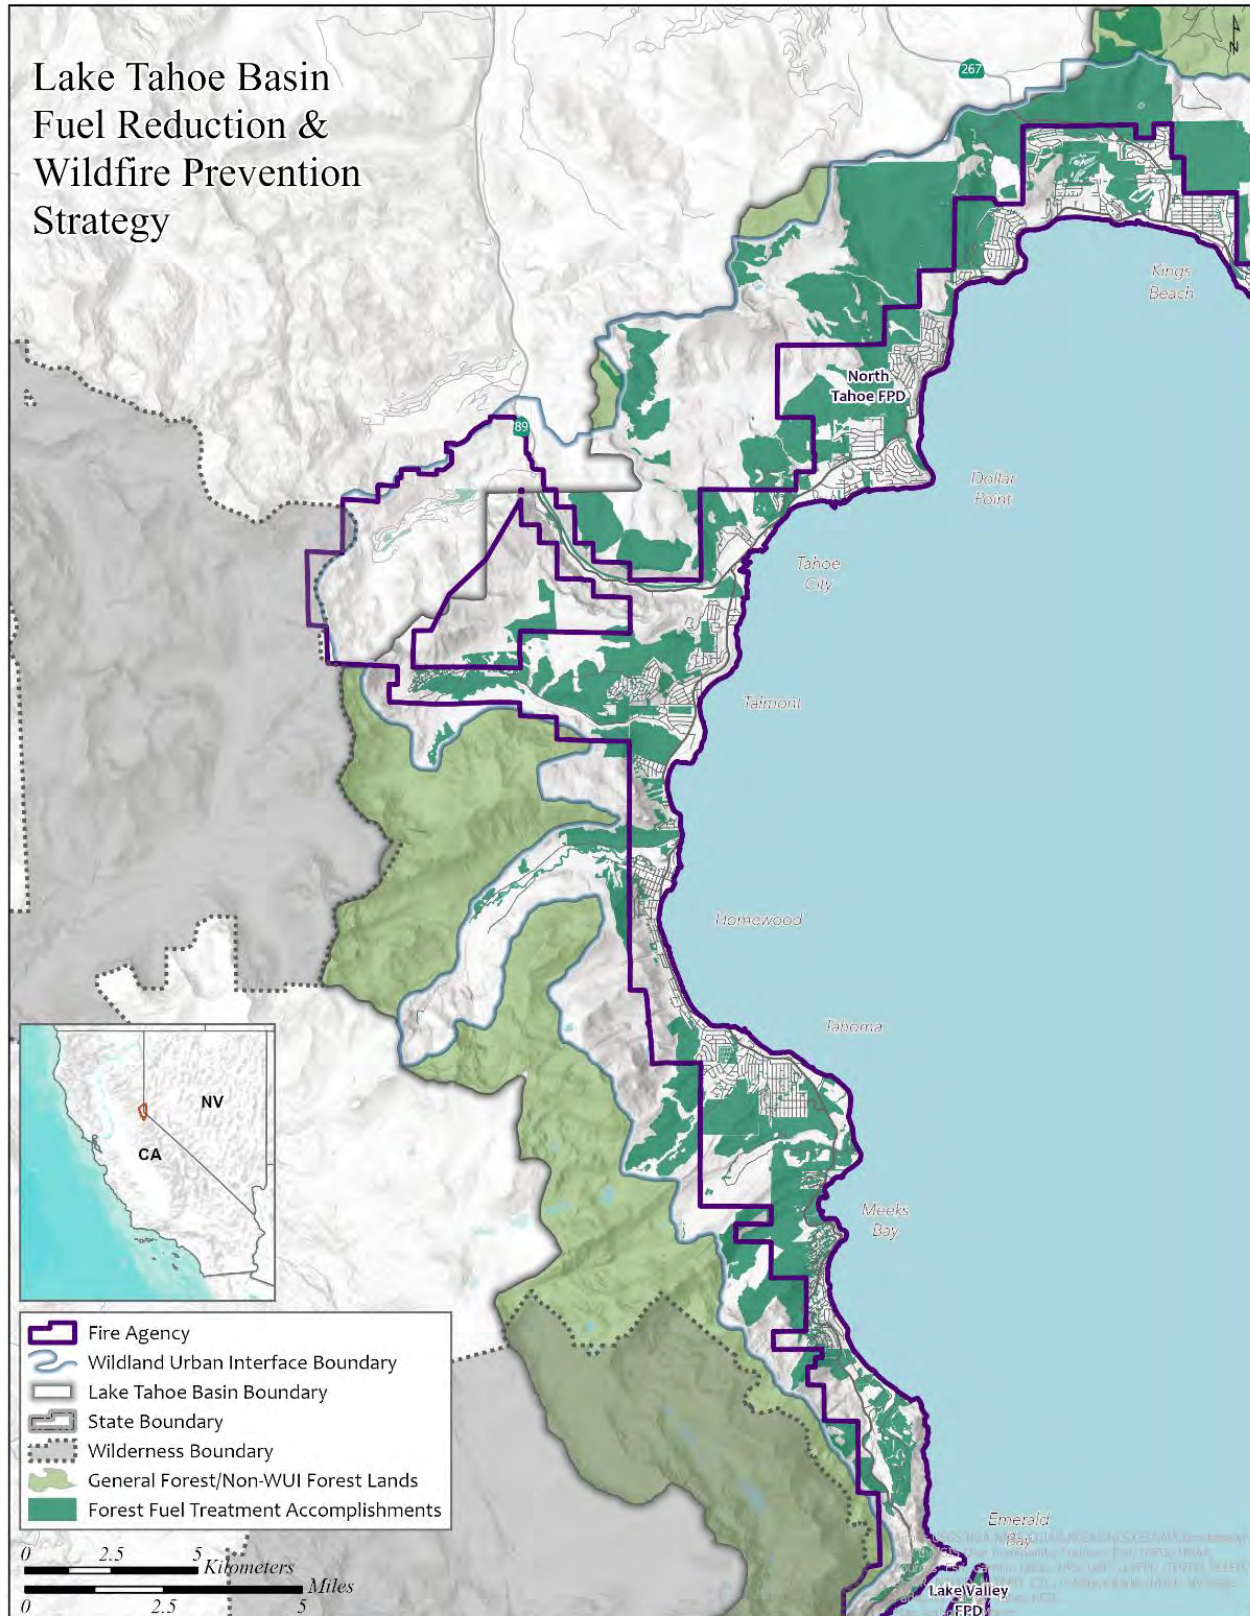 Lake Tahoe Basin
Fuel Reduction &
Wildfire Prevention
Strategy
N
267
Kings
Beach
North
Tahoe FPD
89
Dollar
Point
Tahoe
City
Talmont
Homewood
Tahoma
NV
CA
Meeks
Bay
Fire Agency
Wildland Urban Interface Boundary
Lake Tahoe Basin Boundary
State Boundary
Wilderness Boundary
General Forest/Non-WUI Forest Lands
Forest Fuel Treatment Accomplishments
Emerald
Bay
Lake Valley
FPD
0 2.5 5 Kilometers
Miles
0 2.5 5